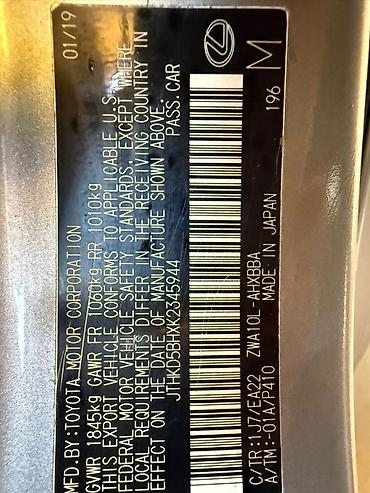 01/19
MFD. BY:TOYOTA MOTOR CORPORATION
GVWR 1845kg GAWR FR 1060kg RR 1010kg
THIS EXPORT VEHICLE CONFORMS TO APPLICABLE U.S.
FEDERAL MOTOR VEHICLE SAFETY STANDARDS, EXCEPT WHERE
LOCAL REQUIREMENTS DIFFER IN THE RECEIVING COUNTRY IN
EFFECT ON THE DATE OF MANUFACTURE SHOWN ABOVE.
JTHKD5BHXK2345944 PASS.CAR
C/TR:1J7/EA22 ZWA10L-AHXBBA
A/TM:-01A/P410 MADE IN JAPAN 196 M